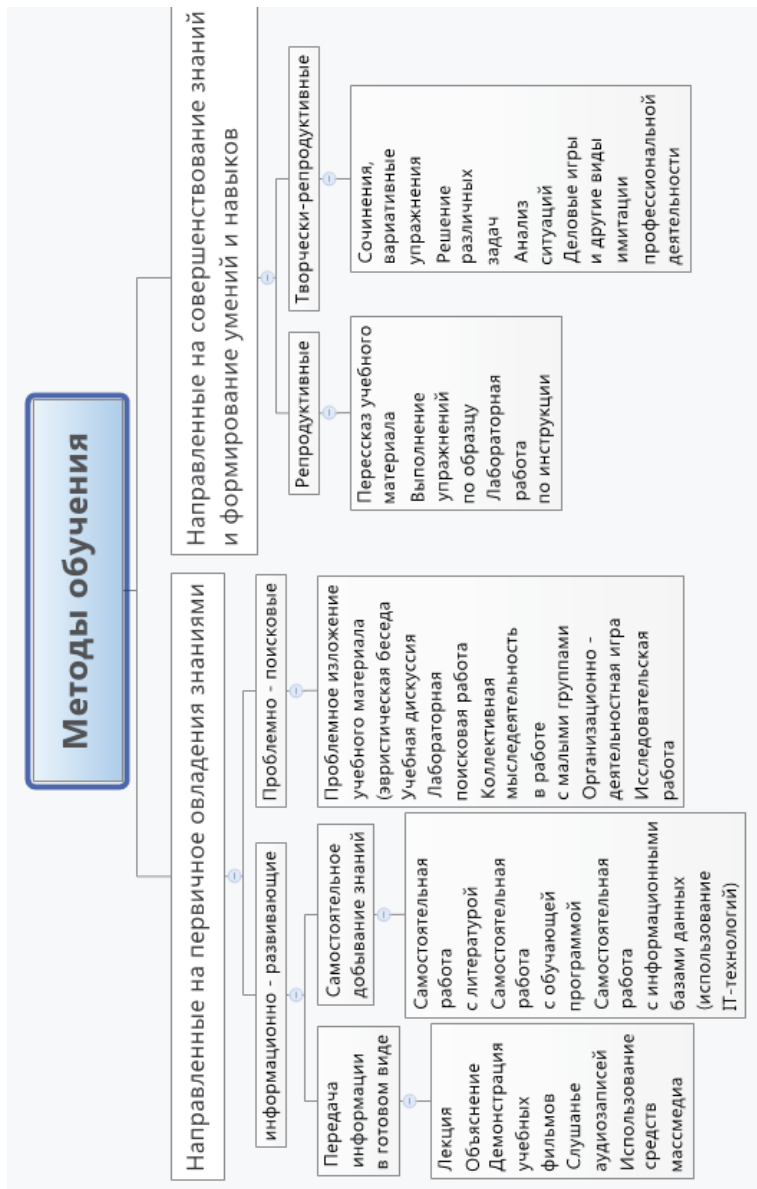 Методы обучения
Направленные на первичное овладения знаниями
информационно - развивающие
Передача
информации
в готовом виде
Лекция
Объяснение
Демонстрация
учебных
фильмов
Слушанье
аудиозаписей
Использование
средств
массмедиа
Самостоятельное
добывание знаний
Самостоятельная
работа
с литературой
Самостоятельная
работа
с обучающей
программой
Самостоятельная
работа
с информационными
базами данных
(использование
IT-технологий)
Проблемно - поисковые
Проблемное изложение
учебного материала
(эвристическая беседа
Учебная дискуссия
Лабораторная
поисковая работа
Коллективная
мыследеятельность
в работе
с малыми группами
Организационно -
деятельностная игра
Исследовательская
работа
Направленные на совершенствование знаний
и формирование умений и навыков
Репродуктивные
Перессказ учебного
материала
Выполнение
упражнений
по образцу
Лабораторная
работа
по инструкции
Творчески-репродуктивные
Сочинения,
вариативные
упражнения
Решение
различных
задач
Анализ
ситуаций
Деловые игры
и другие виды
имитации
профессиональной
деятельности